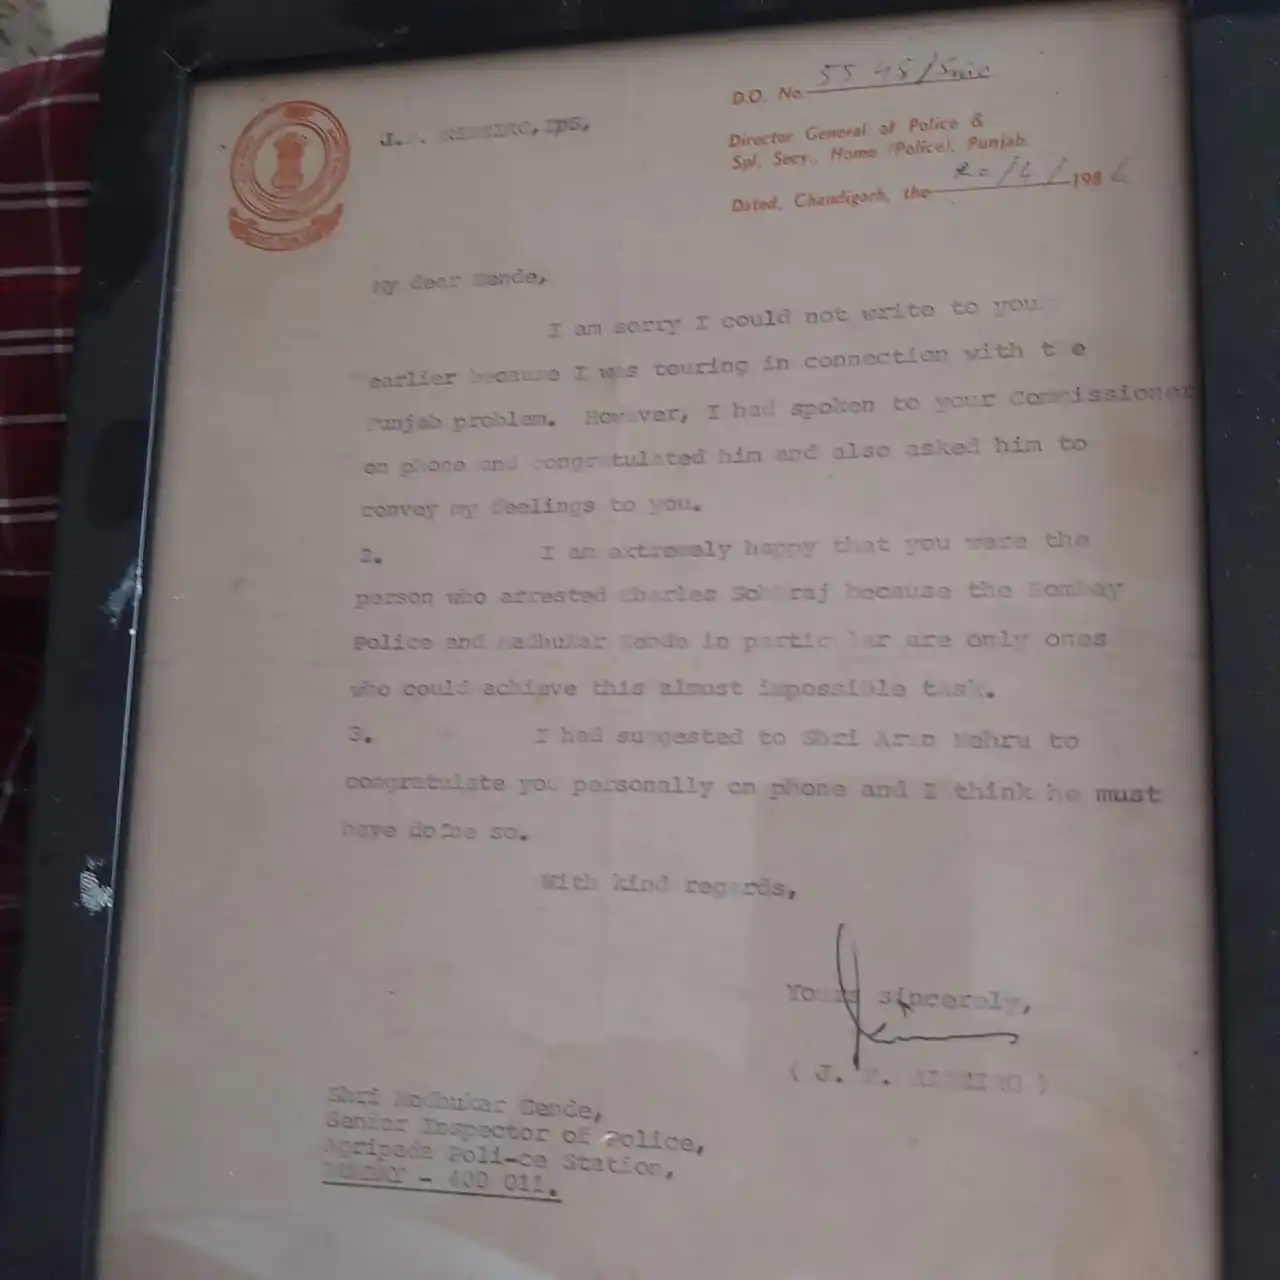 D.O. No.
J. F. RIBEIRO, IPS,
Director General of Police &
Spl. Secy., Home (Police), Punjab.
Dated, Chandigarh, the 198
My dear Zende,
I am sorry I could not write to you
earlier because I was touring in connection with the
Punjab problem. However, I had spoken to your Commissioner
on phone and congratulated him and also asked him to
convey my feelings to you.
2. I am extremely happy that you were the
person who arrested Charles Sobhraj because the Bombay
Police and Madhukar Zende in particular are only ones
who could achieve this almost impossible task.
3. I had suggested to Shri Arun Nehru to
congratulate you personally on phone and I think he must
have done so.
With kind regards,
Yours sincerely,
( J. F. RIBEIRO )
Shri Madhukar Zende,
Senior Inspector of Police,
Agripada Poli-ce Station,
BOMBAY - 400 011.